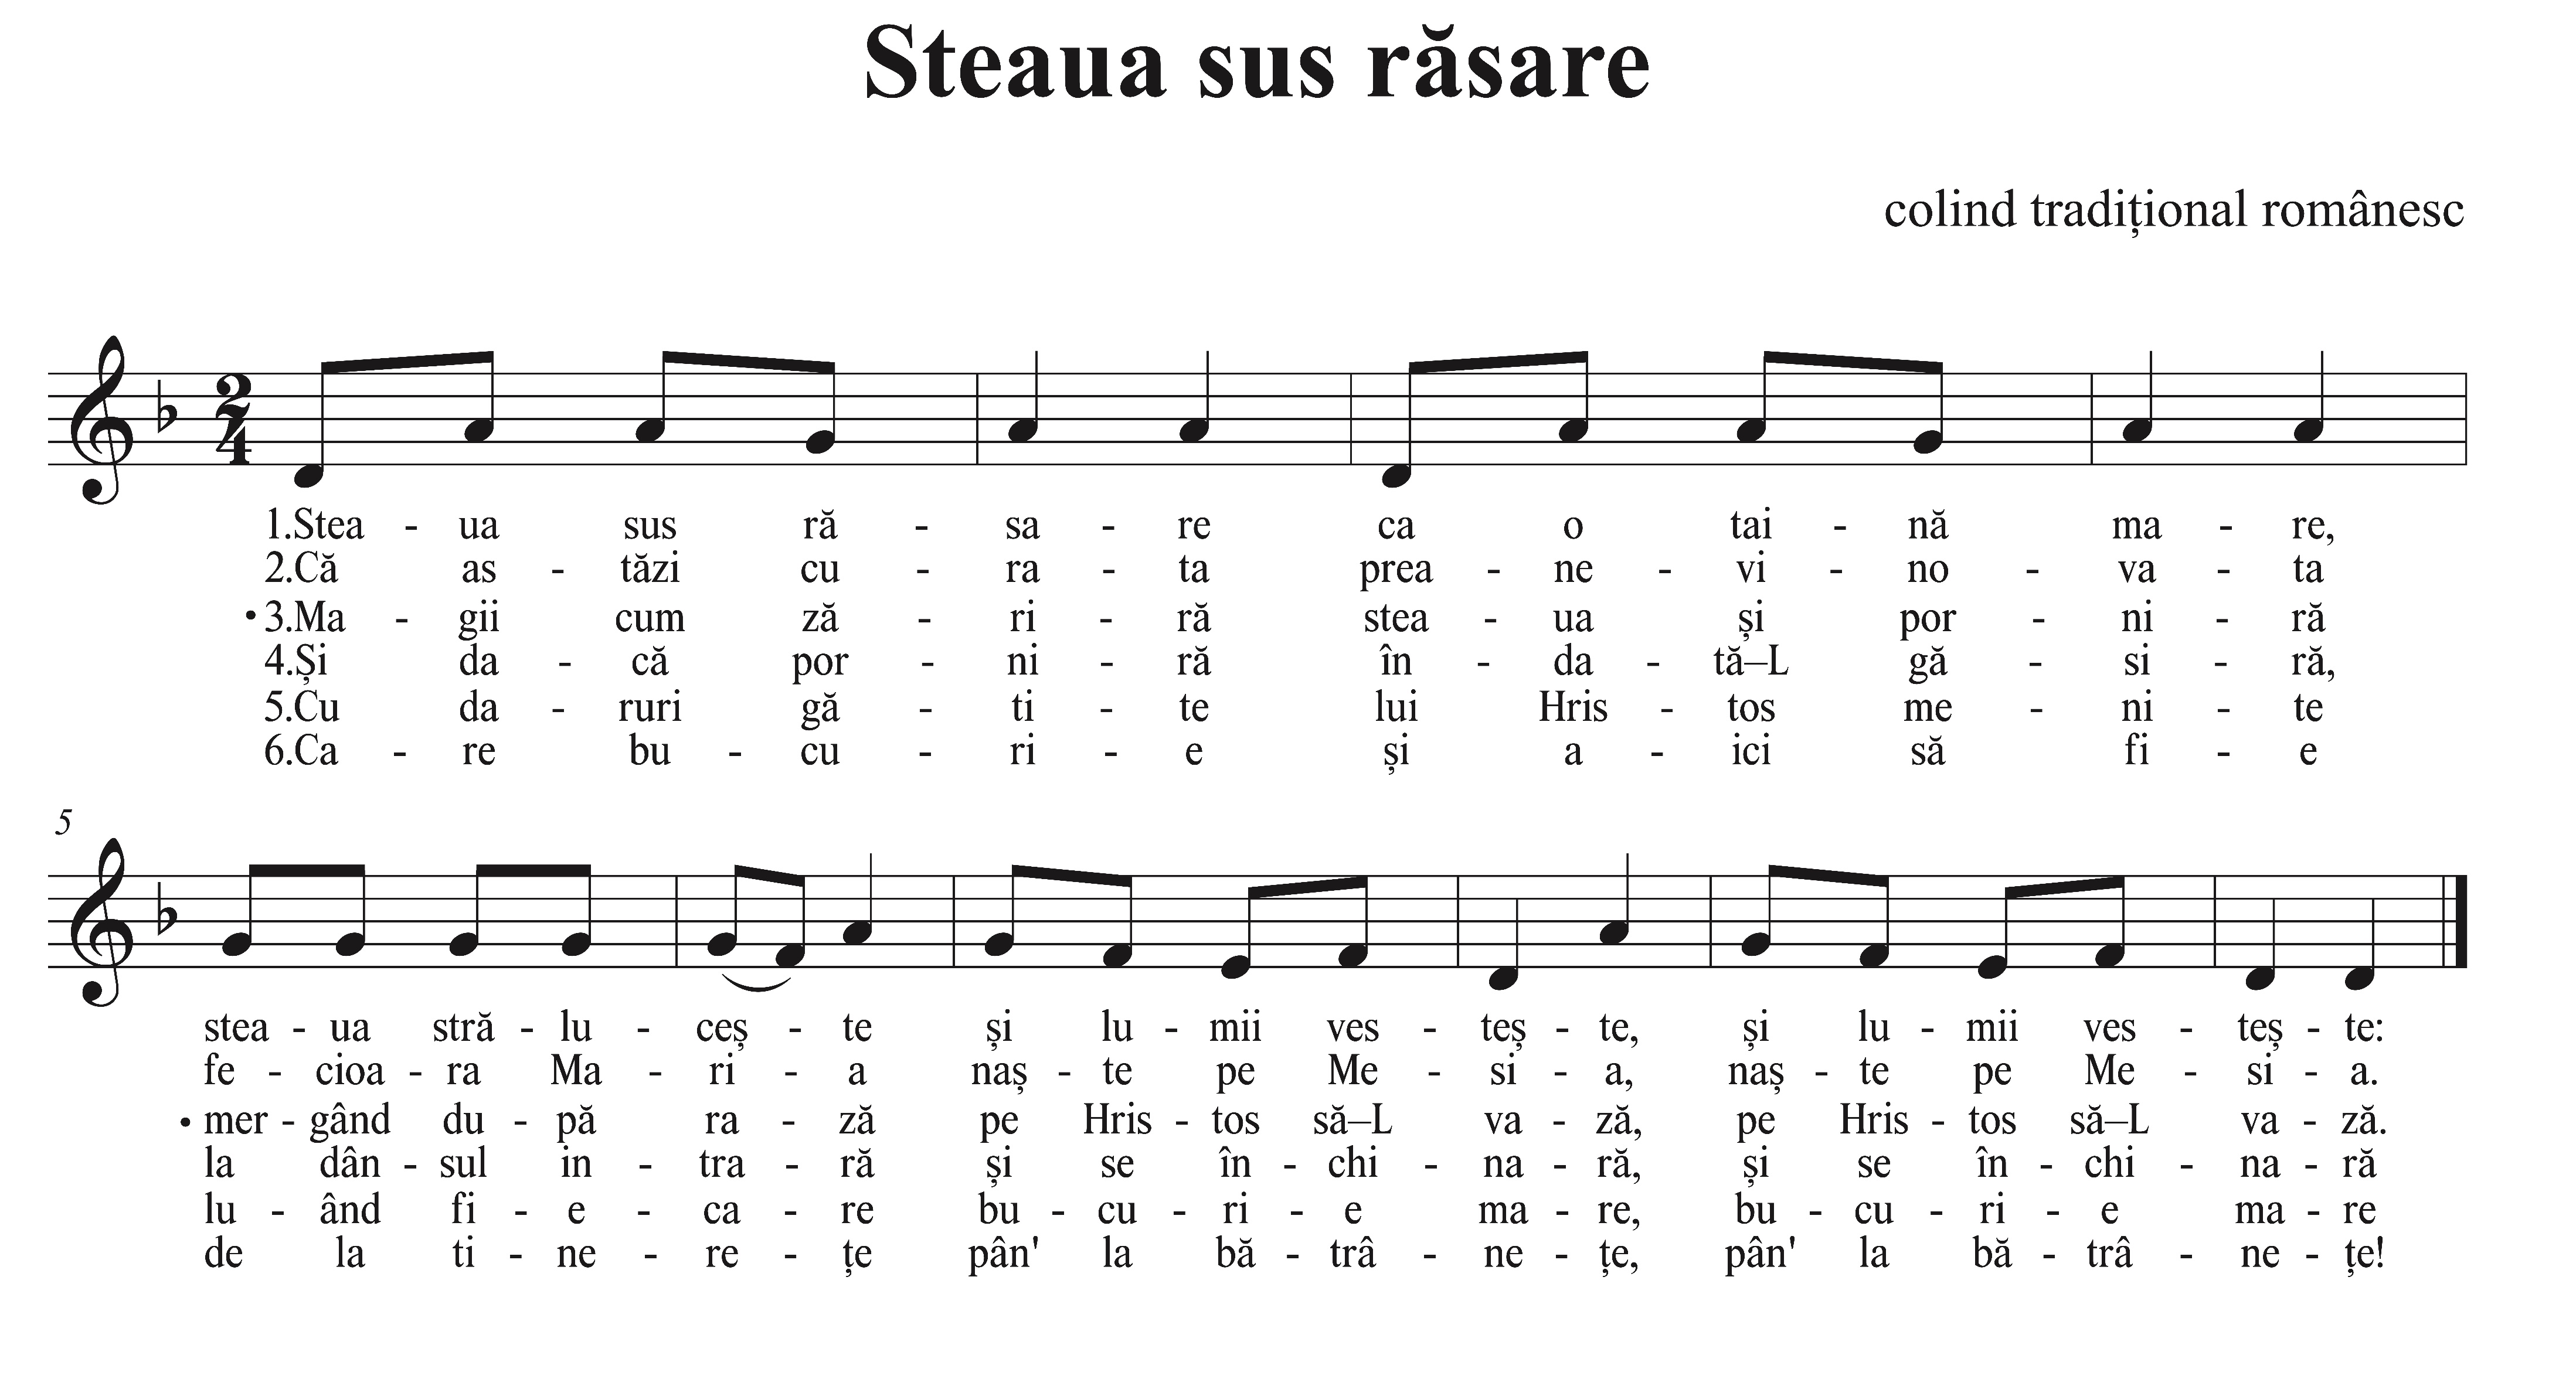 Steaua sus răsare
colind tradițional românesc
2
4
1.Stea - ua sus ră - sa - re ca o tai - nă ma - re,
2.Că as - tăzi cu - ra - ta prea - ne - vi - no - va - ta
•3.Ma - gii cum ză - ri - ră stea - ua și por - ni - ră
4.Și da - că por - ni - ră în - da - tă–L gă - si - ră,
5.Cu da - ruri gă - ti - te lui Hris - tos me - ni - te
6.Ca - re bu - cu - ri - e și a - ici să fi - e
5
stea - ua stră - lu - ceș - te și lu - mii ves - teș - te, și lu - mii ves - teș - te:
fe - cioa - ra Ma - ri - a naș - te pe Me - si - a, naș - te pe Me - si - a.
• mer - gând du - pă ra - ză pe Hris - tos să–L va - ză, pe Hris - tos să–L va - ză.
la dân - sul in - tra - ră și se în - chi - na - ră, și se în - chi - na - ră
lu - ând fi - e - ca - re bu - cu - ri - e ma - re, bu - cu - ri - e ma - re
de la ti - ne - re - țe pân' la bă - trâ - ne - țe, pân' la bă - trâ - ne - țe!